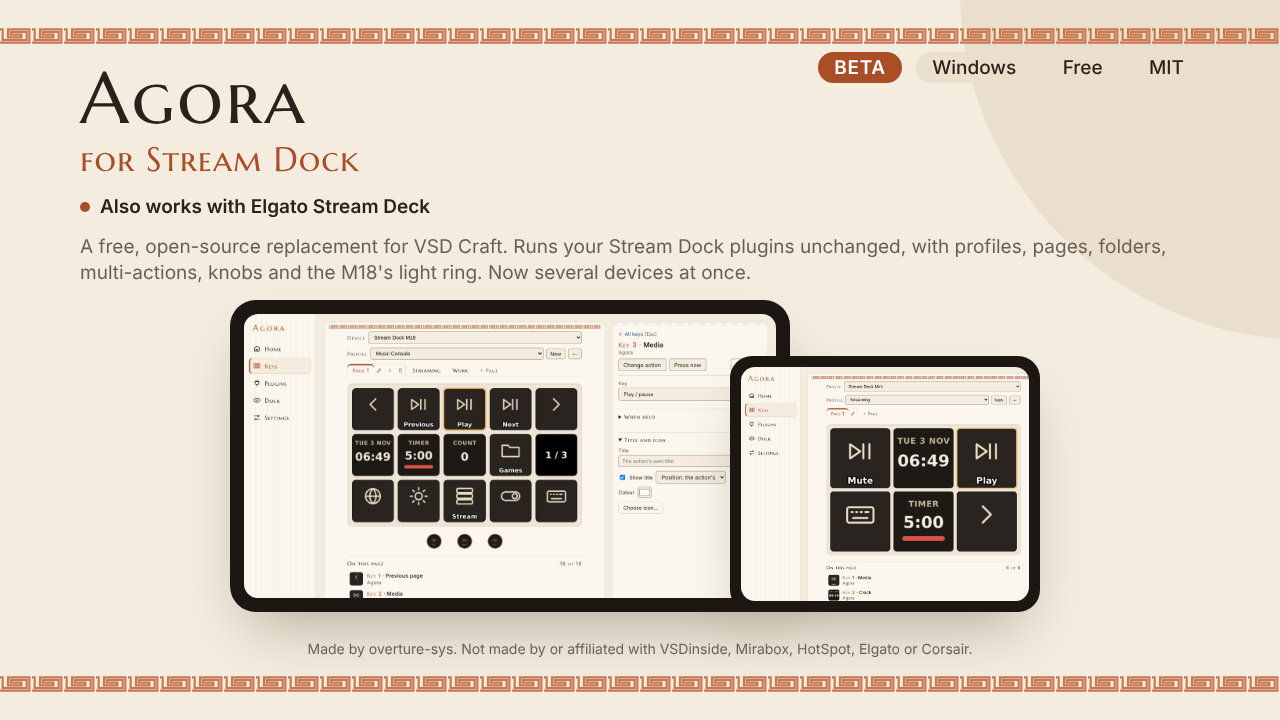 BETA
Windows
Free
MIT
AGORA
FOR STREAM DOCK
Also works with Elgato Stream Deck
A free, open-source replacement for VSD Craft. Runs your Stream Dock plugins unchanged, with profiles, pages, folders,
multi-actions, knobs and the M18's light ring. Now several devices at once.
AGORA
HOME
KEYS
PLUGINS
DOCK
SETTINGS
DEVICE Stream Dock M18
PROFILE Music Console New
PAGE 1 STREAMING WORK + PAGE
Previous Play Next
TUE 3 NOV TIMER COUNT
06:49 5:00 0 1 / 3
Games
Stream
ON THIS PAGE 18 OF 18
KEY 1 · Previous page
Agora
KEY 2 · Media
All keys (Esc)
KEY 3 · Media
Agora
Change action Press now
Key
Play / pause
WHEN HELD
TITLE AND ICON
Title
The action's own title
Show title Position: the action's
Colour
Choose icon...
AGORA
HOME
KEYS
PLUGINS
DOCK
SETTINGS
DEVICE Stream Dock Mini
PROFILE Streaming New
PAGE 1 + PAGE
Mute TUE 3 NOV 06:49 Play
TIMER
5:00
ON THIS PAGE 6 OF 6
KEY 1 · Media
Agora
KEY 2 · Clock
Agora
Made by overture-sys. Not made by or affiliated with VSDinside, Mirabox, HotSpot, Elgato or Corsair.